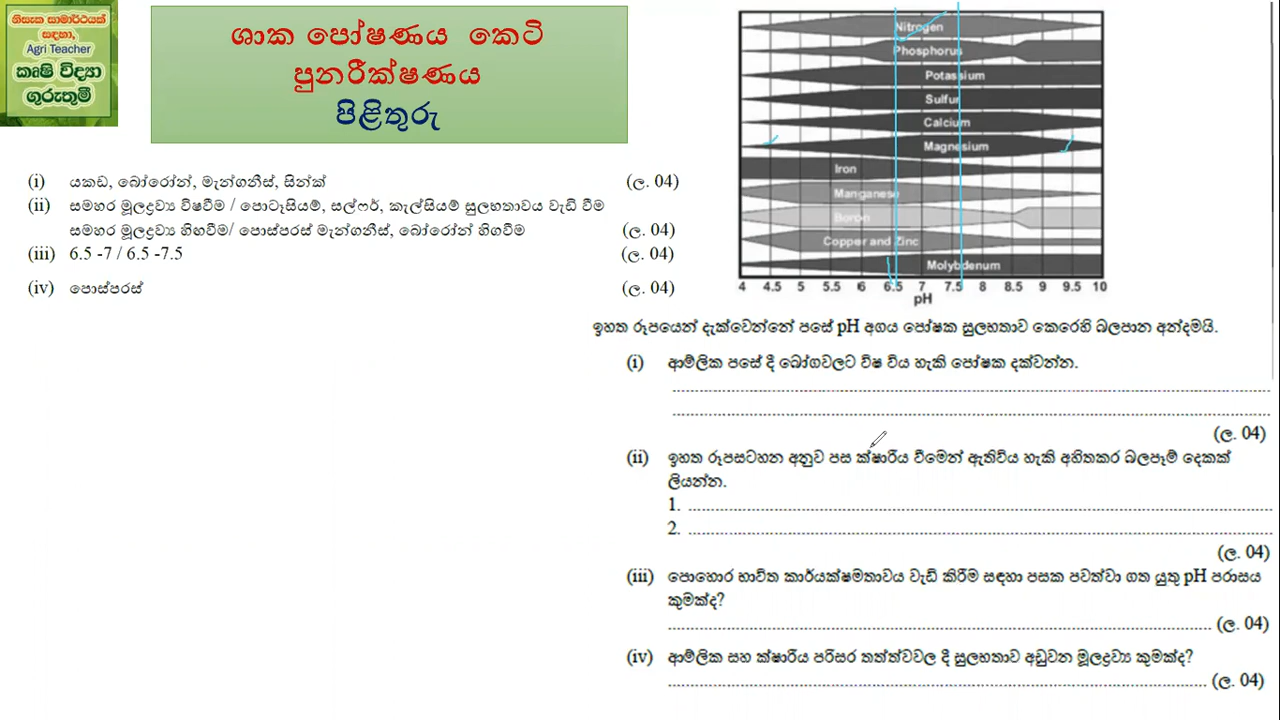 නිසැක සාමාර්ථයක්
සඳහා,
Agri Teacher
කෘෂි විද්‍යා
ගුරුතුමී
ශාක පෝෂණය කෙටි
පුනරීක්ෂණය
පිළිතුරු
(i) යකඩ, බෝරෝන්, මැන්ගනීස්, සින්ක් (ල. 04)
(ii) සමහර මූලද්‍රව්‍ය විෂවීම / පොටෑසියම්, සල්ෆර්, කැල්සියම් සුලභතාවය වැඩි වීම
සමහර මූලද්‍රව්‍ය හිඟවීම/ පොස්පරස් මැන්ගනීස්, බෝරෝන් හිඟවීම (ල. 04)
(iii) 6.5 -7 / 6.5 -7.5 (ල. 04)
(iv) පොස්පරස් (ල. 04)
Nitrogen
Phosphorus
Potassium
Sulfur
Calcium
Magnesium
Iron
Manganese
Boron
Copper and Zinc
Molybdenum
4 4.5 5 5.5 6 6.5 7 7.5 8 8.5 9 9.5 10
pH
ඉහත රූපයෙන් දැක්වෙන්නේ පසේ pH අගය පෝෂක සුලභතාව කෙරෙහි බලපාන අන්දමයි.
(i) ආම්ලික පසේ දී බෝගවලට විෂ විය හැකි පෝෂක දක්වන්න.
(ල. 04)
(ii) ඉහත රූපසටහන අනුව පස ක්ෂාරීය වීමෙන් ඇතිවිය හැකි අහිතකර බලපෑම් දෙකක්
ලියන්න.
1.
2.
(ල. 04)
(iii) පොහොර භාවිත කාර්යක්ෂමතාවය වැඩි කිරීම සඳහා පසක පවත්වා ගත යුතු pH පරාසය
කුමක්ද?
(ල. 04)
(iv) ආම්ලික සහ ක්ෂාරීය පරිසර තත්ත්වවල දී සුලභතාව අඩුවන මූලද්‍රව්‍ය කුමක්ද?
(ල. 04)